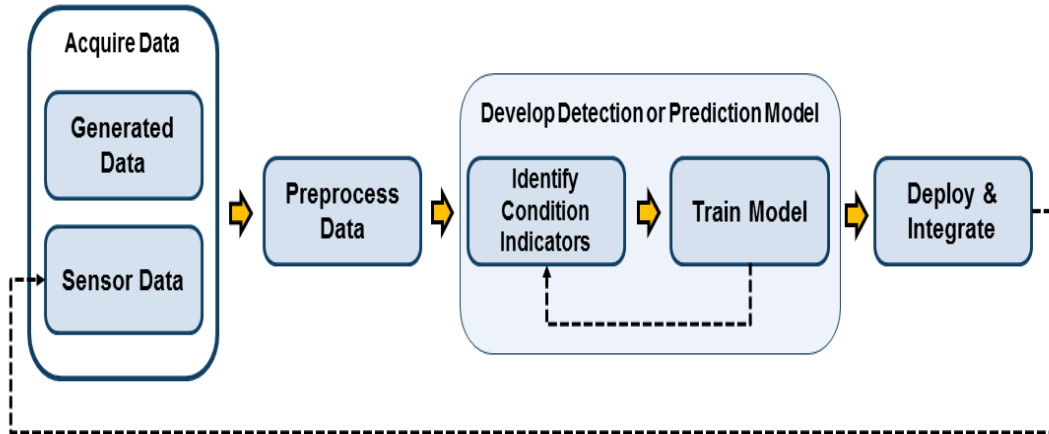 Acquire Data
Generated
Data
Sensor Data
Preprocess
Data
Develop Detection or Prediction Model
Identify
Condition
Indicators
Train Model
Deploy &
Integrate